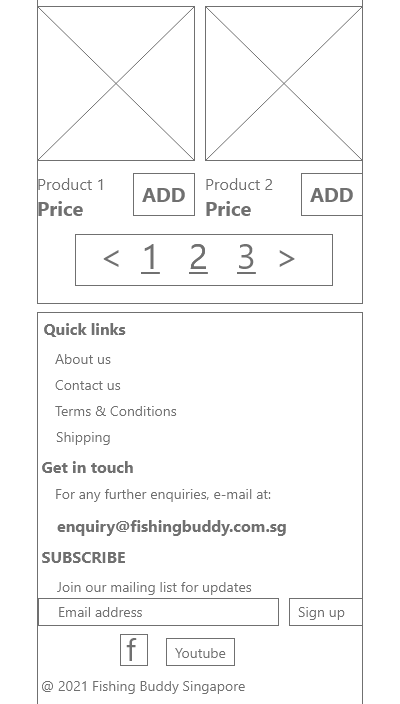 Product 1
Price
ADD
Product 2
Price
ADD
< 1 2 3 >
Quick links
About us
Contact us
Terms & Conditions
Shipping
Get in touch
For any further enquiries, e-mail at:
enquiry@fishingbuddy.com.sg
SUBSCRIBE
Join our mailing list for updates
Email address
Sign up
f
Youtube
@ 2021 Fishing Buddy Singapore